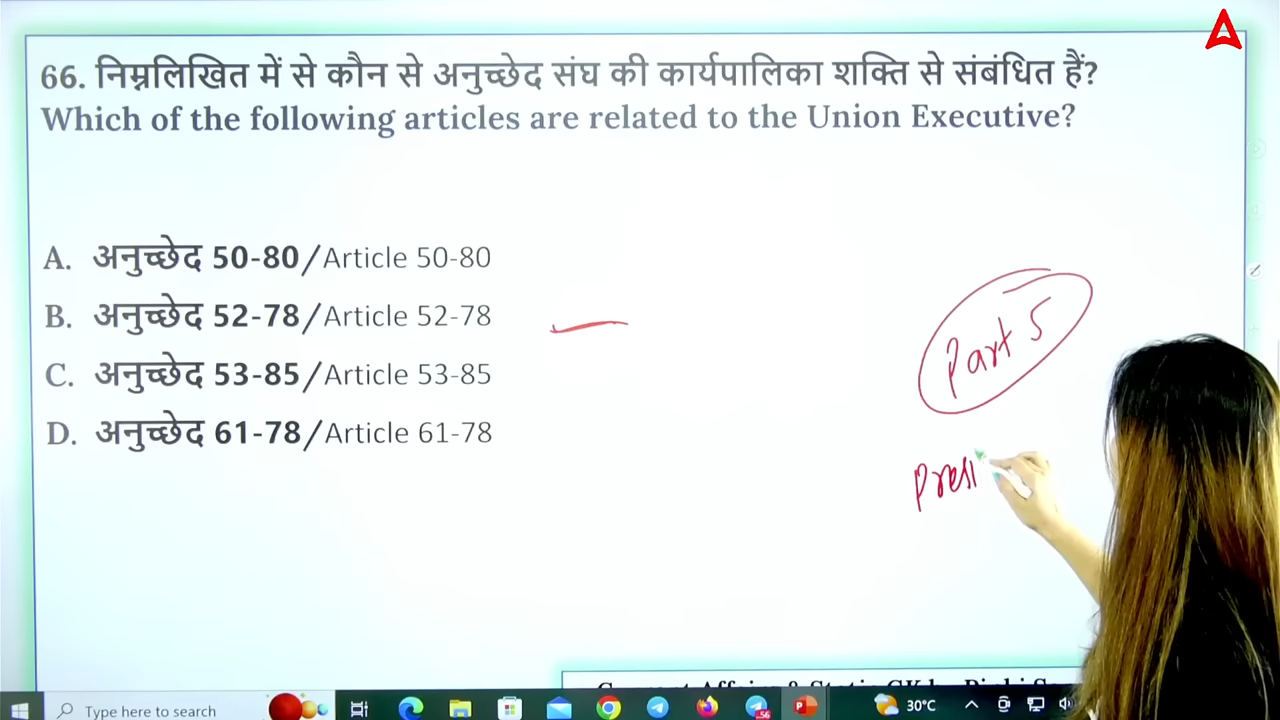 66. निम्नलिखित में से कौन से अनुच्छेद संघ की कार्यपालिका शक्ति से संबंधित हैं?
Which of the following articles are related to the Union Executive?
A. अनुच्छेद 50-80/Article 50-80
B. अनुच्छेद 52-78/Article 52-78
C. अनुच्छेद 53-85/Article 53-85
D. अनुच्छेद 61-78/Article 61-78
Part 5
Presi
Type here to search
56
30°C